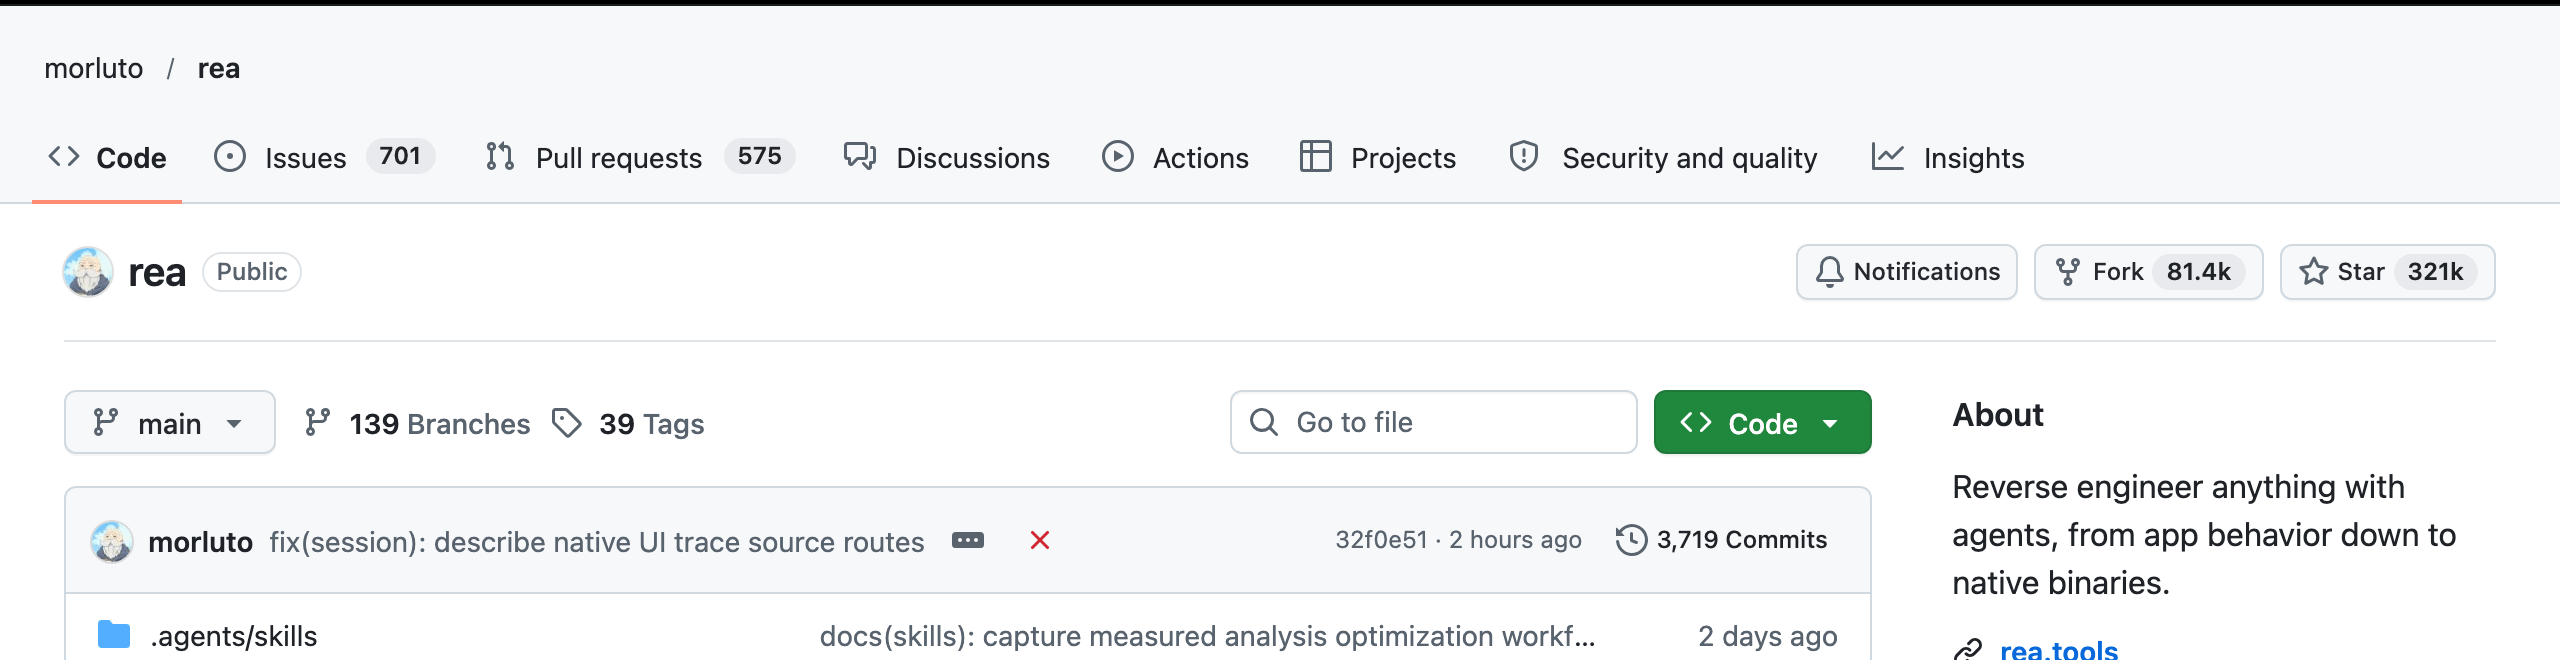 morluto / rea
Code Issues 701 Pull requests 575 Discussions Actions Projects Security and quality Insights
rea Public Notifications Fork 81.4k Star 321k
main 139 Branches 39 Tags Go to file Code
About
Reverse engineer anything with
agents, from app behavior down to
native binaries.
rea.tools
morluto fix(session): describe native UI trace source routes 32f0e51 · 2 hours ago 3,719 Commits
.agents/skills docs(skills): capture measured analysis optimization workf... 2 days ago